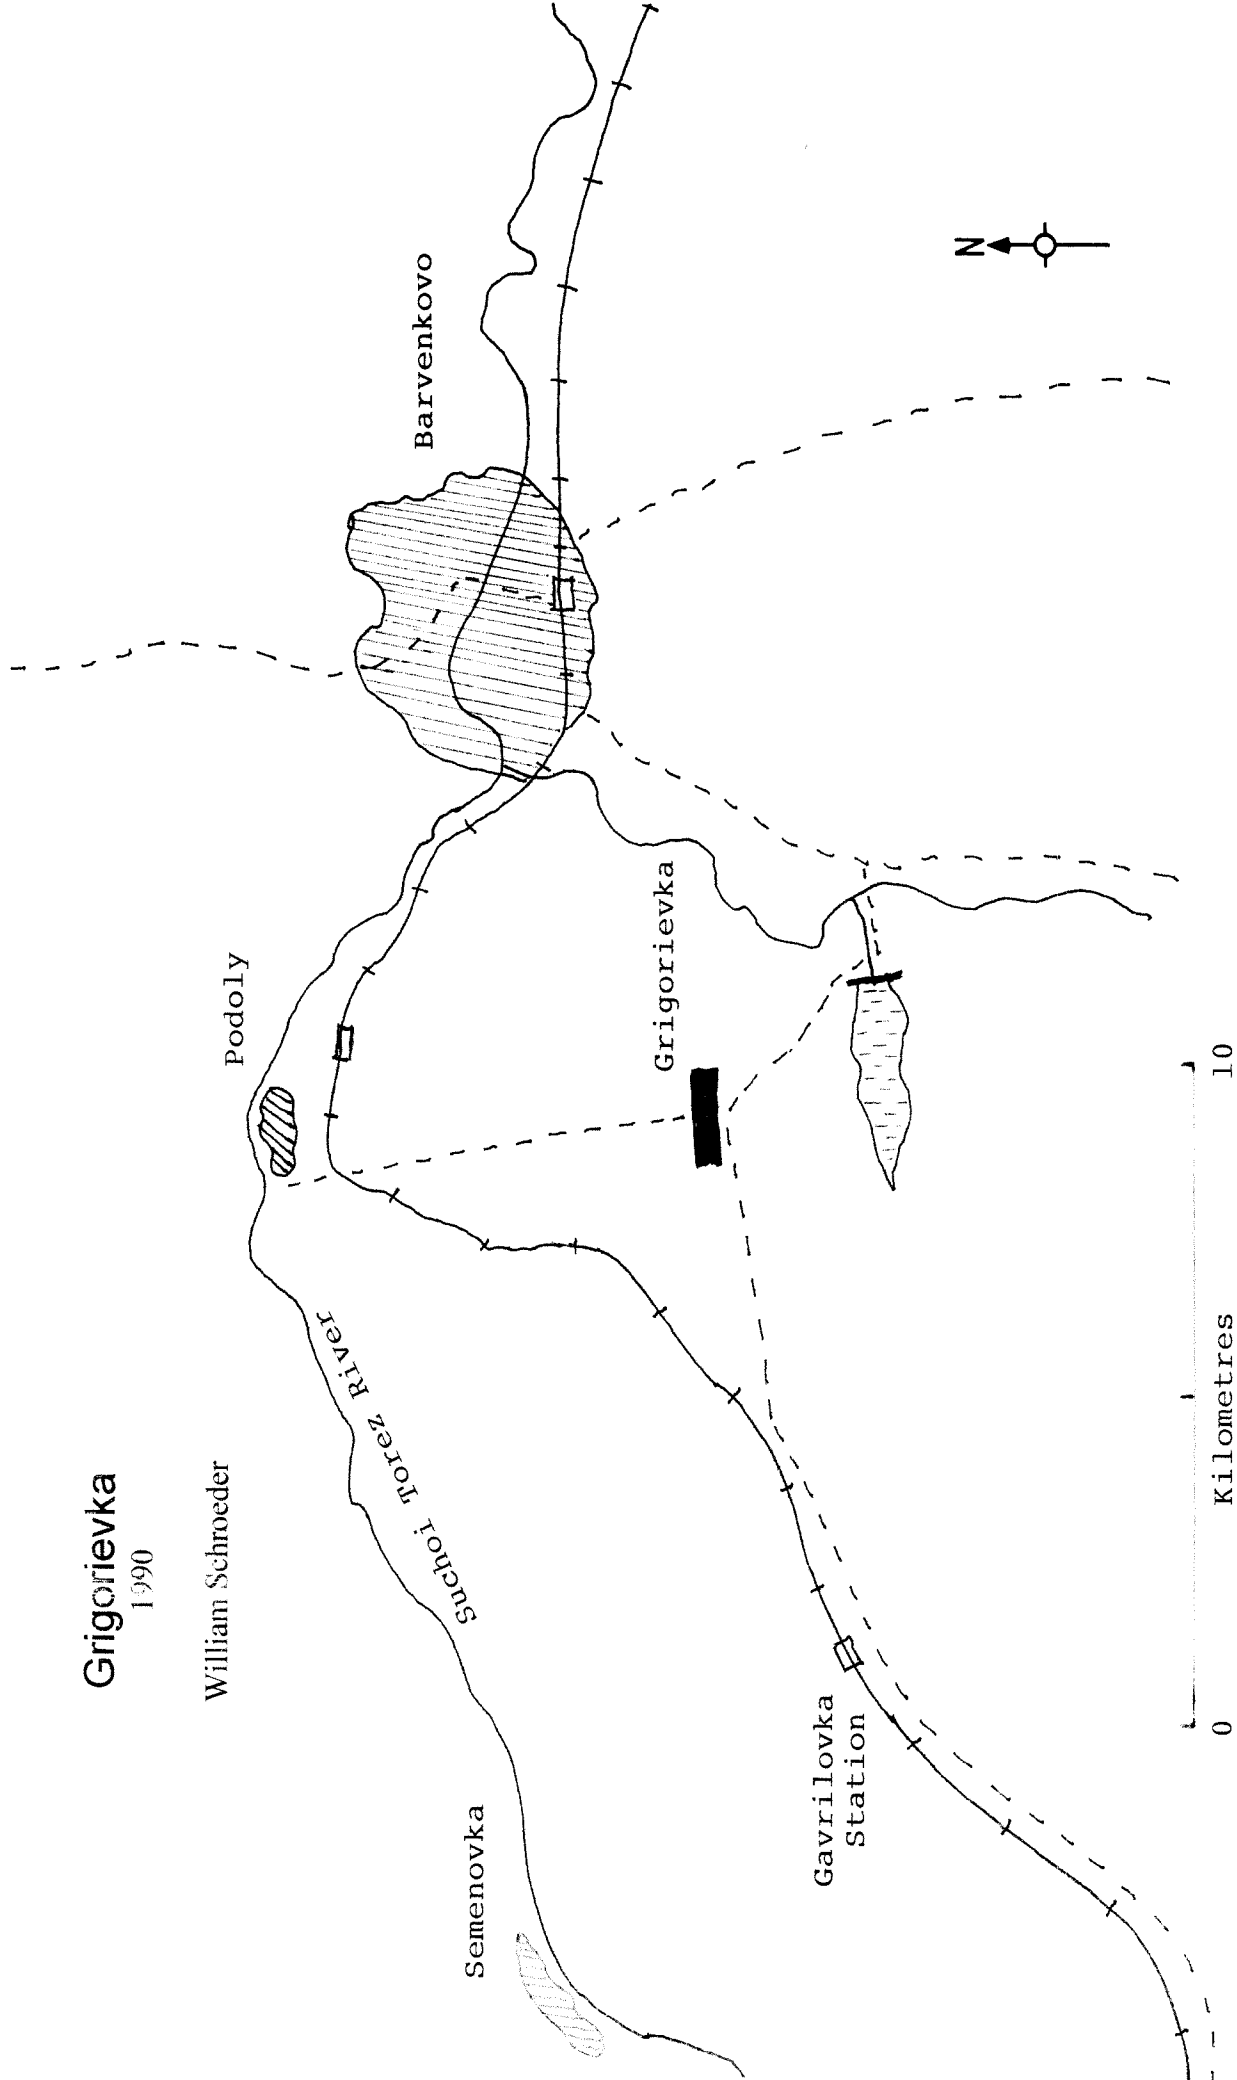 Grigorievka
1990
William Schroeder
Barvenkovo
N
Podoly
Grigorievka
Suchoi Torez River
Semenovka
Gavrilovka
Station
0
10
Kilometres